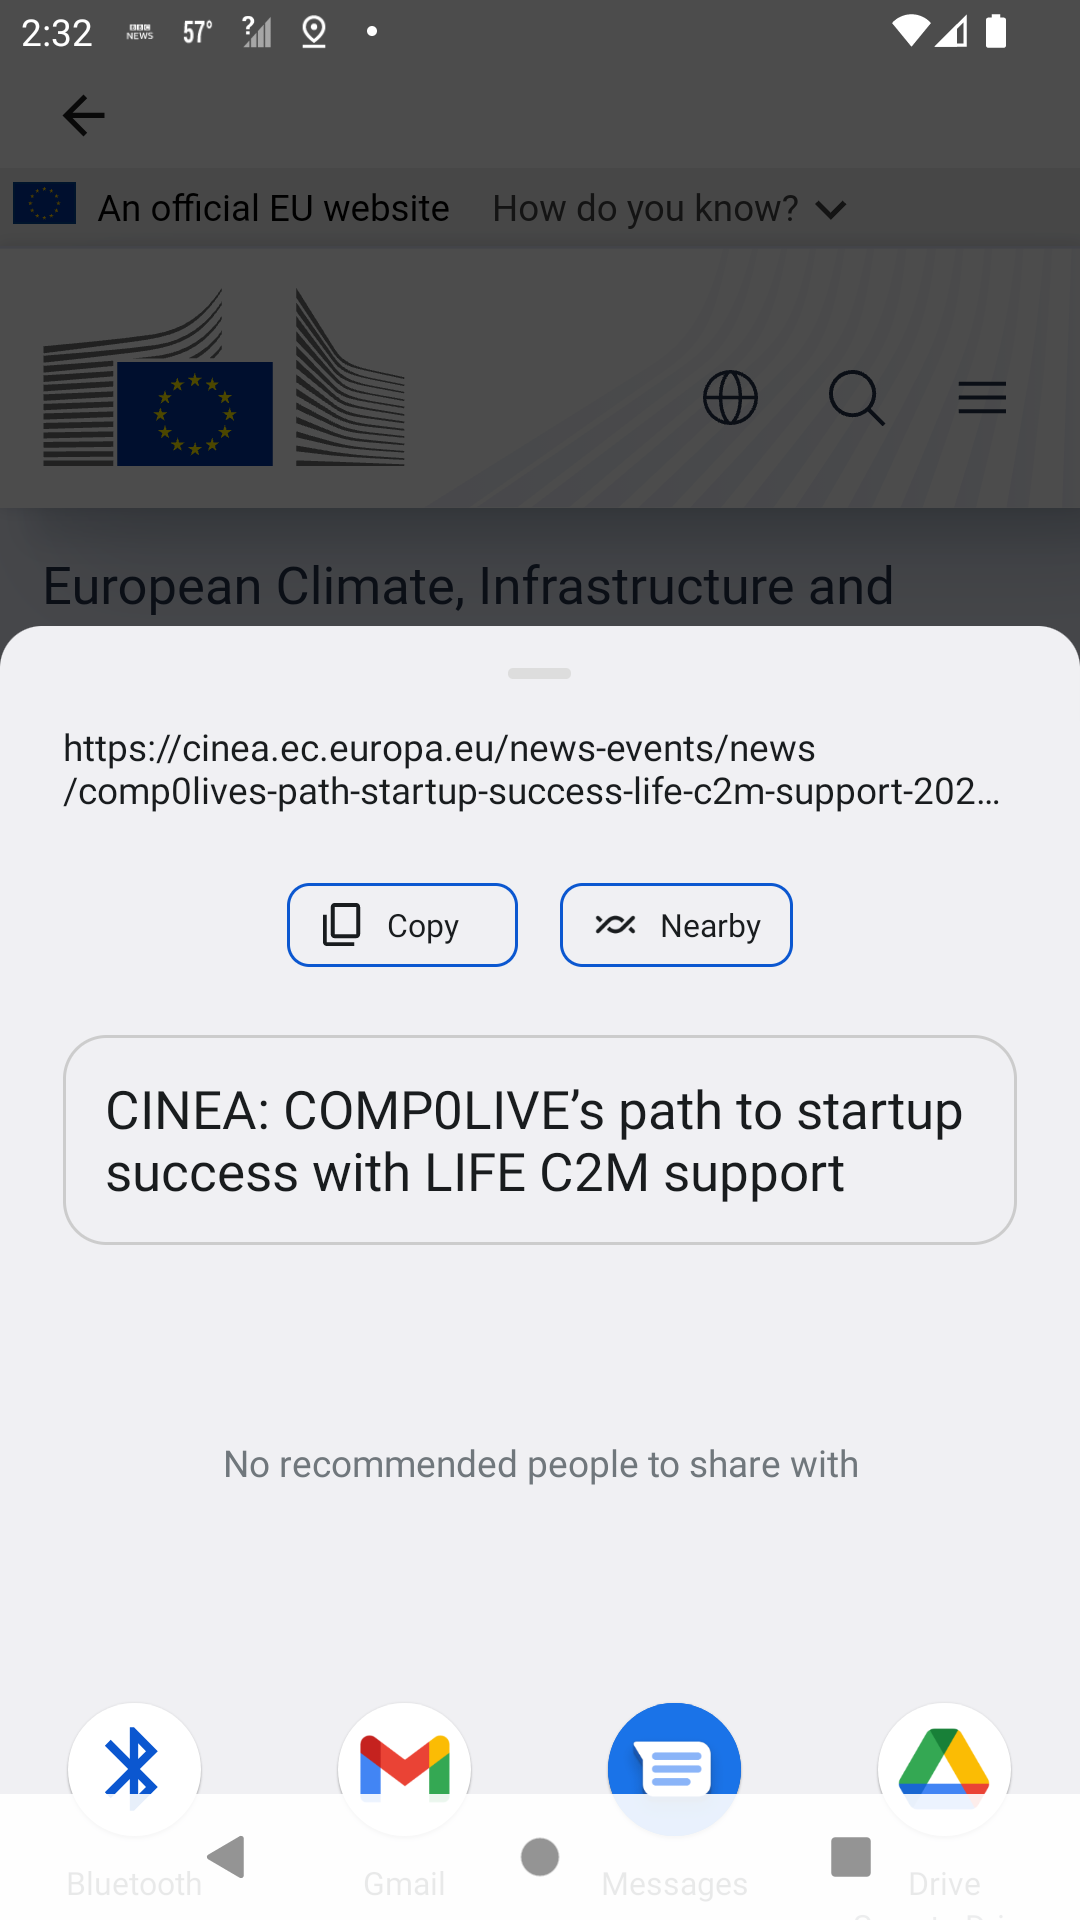 2:32
BBC
NEWS
57°
?
An official EU website
How do you know?
European Climate, Infrastructure and
https://cinea.ec.europa.eu/news-events/news
/comp0lives-path-startup-success-life-c2m-support-202…
Copy
Nearby
CINEA: COMP0LIVE’s path to startup
success with LIFE C2M support
No recommended people to share with
Bluetooth
Gmail
Messages
Drive